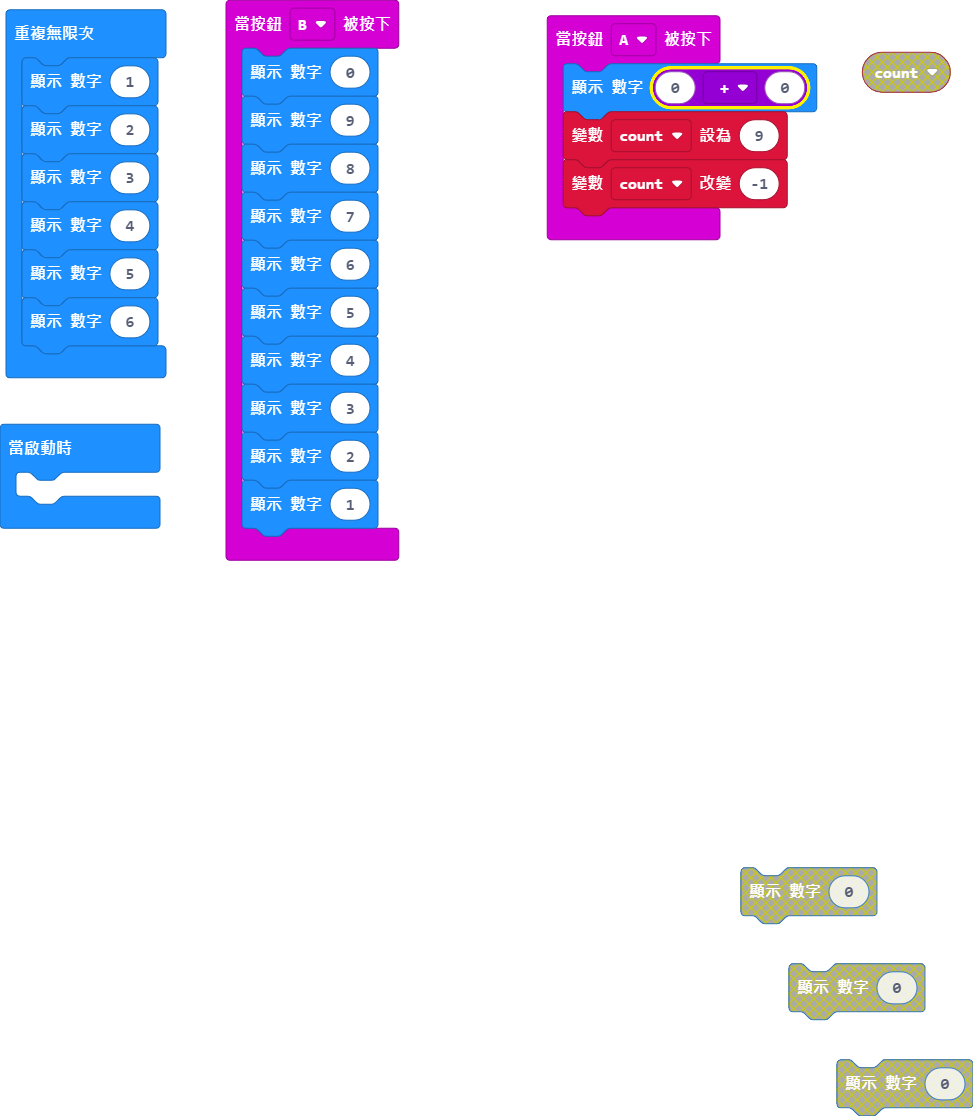 重複無限次
顯示 數字 1
顯示 數字 2
顯示 數字 3
顯示 數字 4
顯示 數字 5
顯示 數字 6
當啟動時
當按鈕 B 被按下
顯示 數字 0
顯示 數字 9
顯示 數字 8
顯示 數字 7
顯示 數字 6
顯示 數字 5
顯示 數字 4
顯示 數字 3
顯示 數字 2
顯示 數字 1
當按鈕 A 被按下
顯示 數字 0 + 0
變數 count 設為 9
變數 count 改變 -1
count
顯示 數字 0
顯示 數字 0
顯示 數字 0